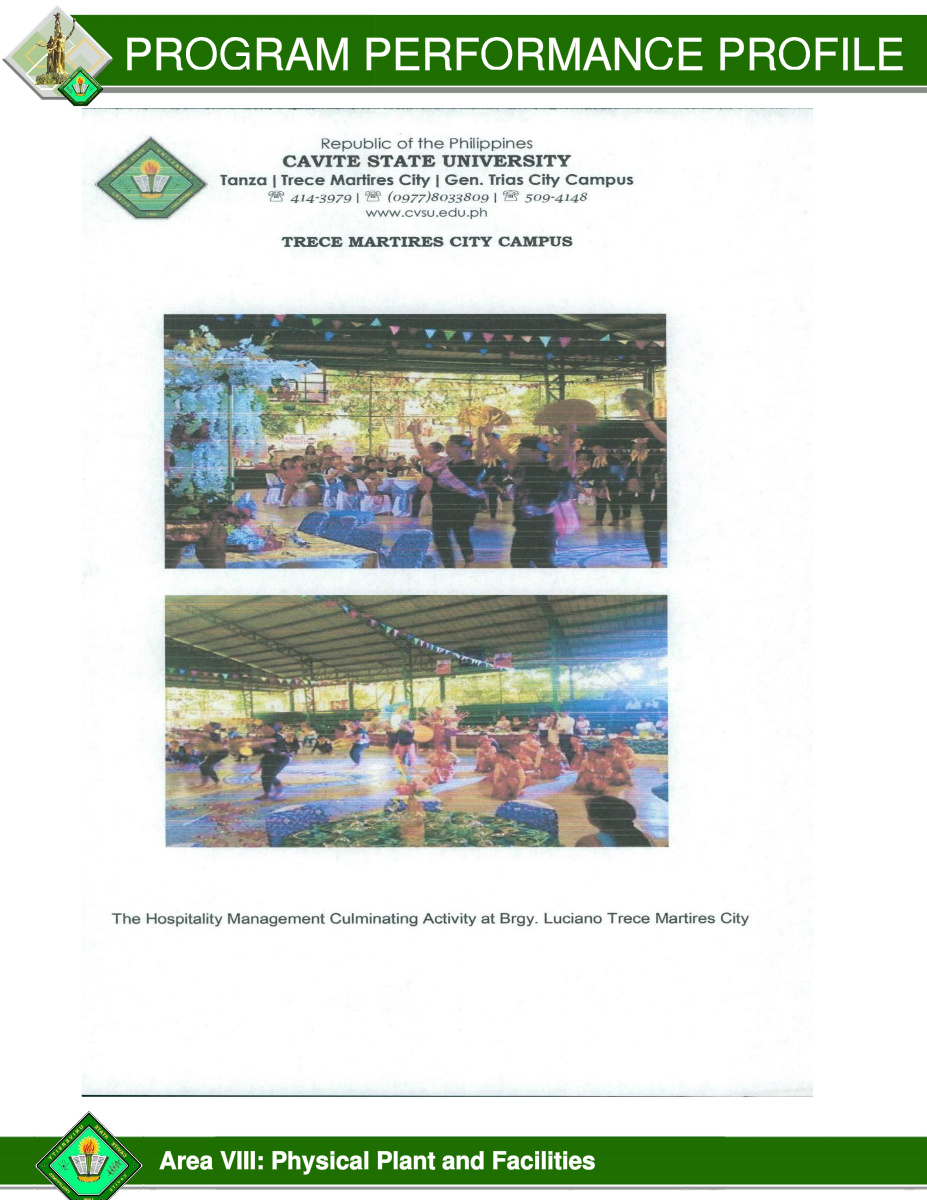 PROGRAM PERFORMANCE PROFILE
Republic of the Philippines
CAVITE STATE UNIVERSITY
Tanza | Trece Martires City | Gen. Trias City Campus
☏ 414-3979 | ☏ (0977)8033809 | ☏ 509-4148
www.cvsu.edu.ph
TRECE MARTIRES CITY CAMPUS
The Hospitality Management Culminating Activity at Brgy. Luciano Trece Martires City
Area VIII: Physical Plant and Facilities